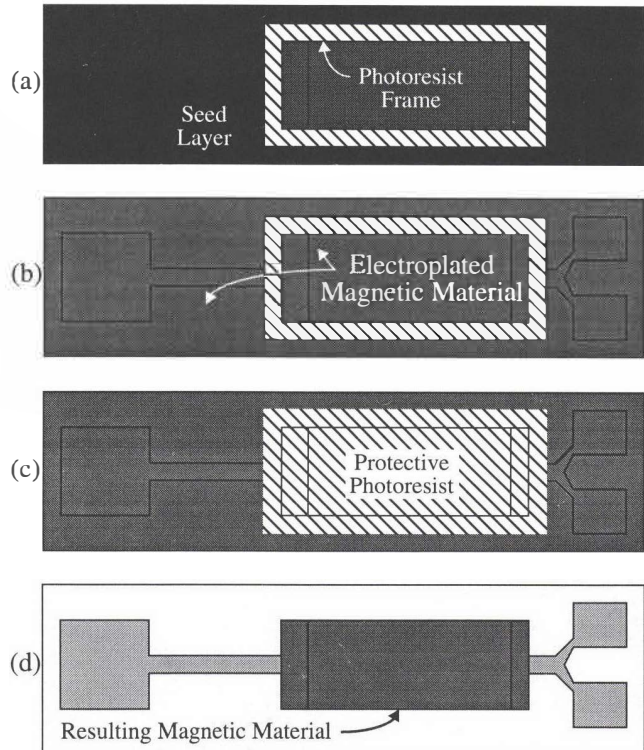 (a)
Photoresist
Frame
Seed
Layer
(b)
Electroplated
Magnetic Material
(c)
Protective
Photoresist
(d)
Resulting Magnetic Material